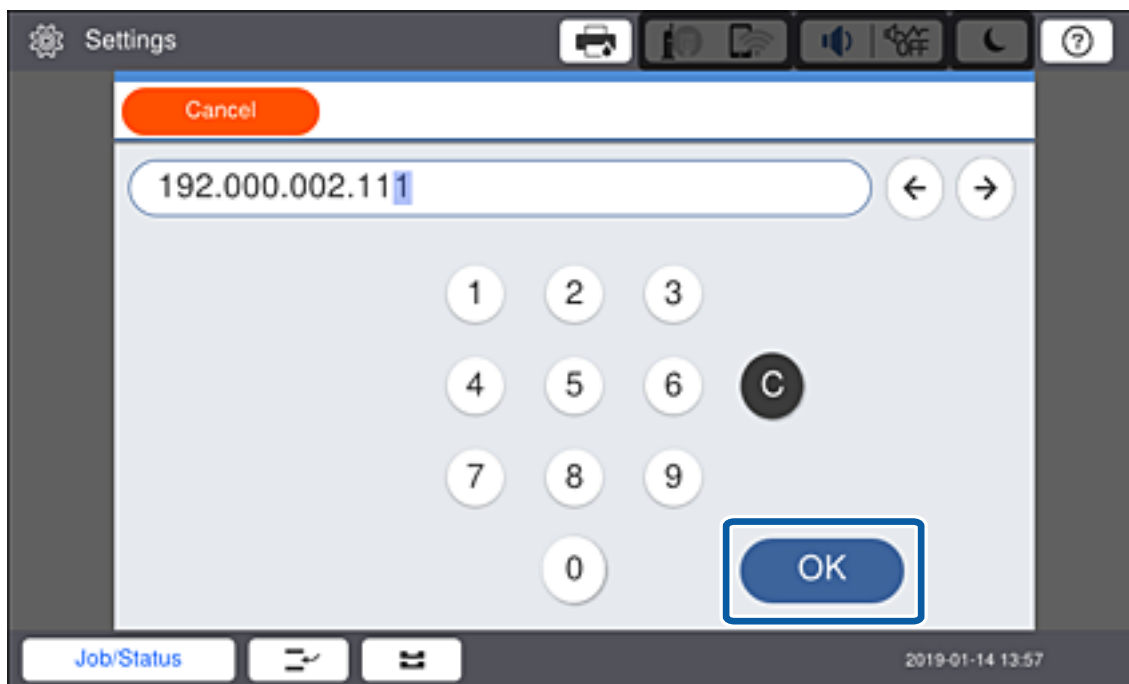 Settings
OFF
?
Cancel
192.000.002.111
1 2 3
4 5 6 C
7 8 9
0 OK
Job/Status
2019-01-14 13:57